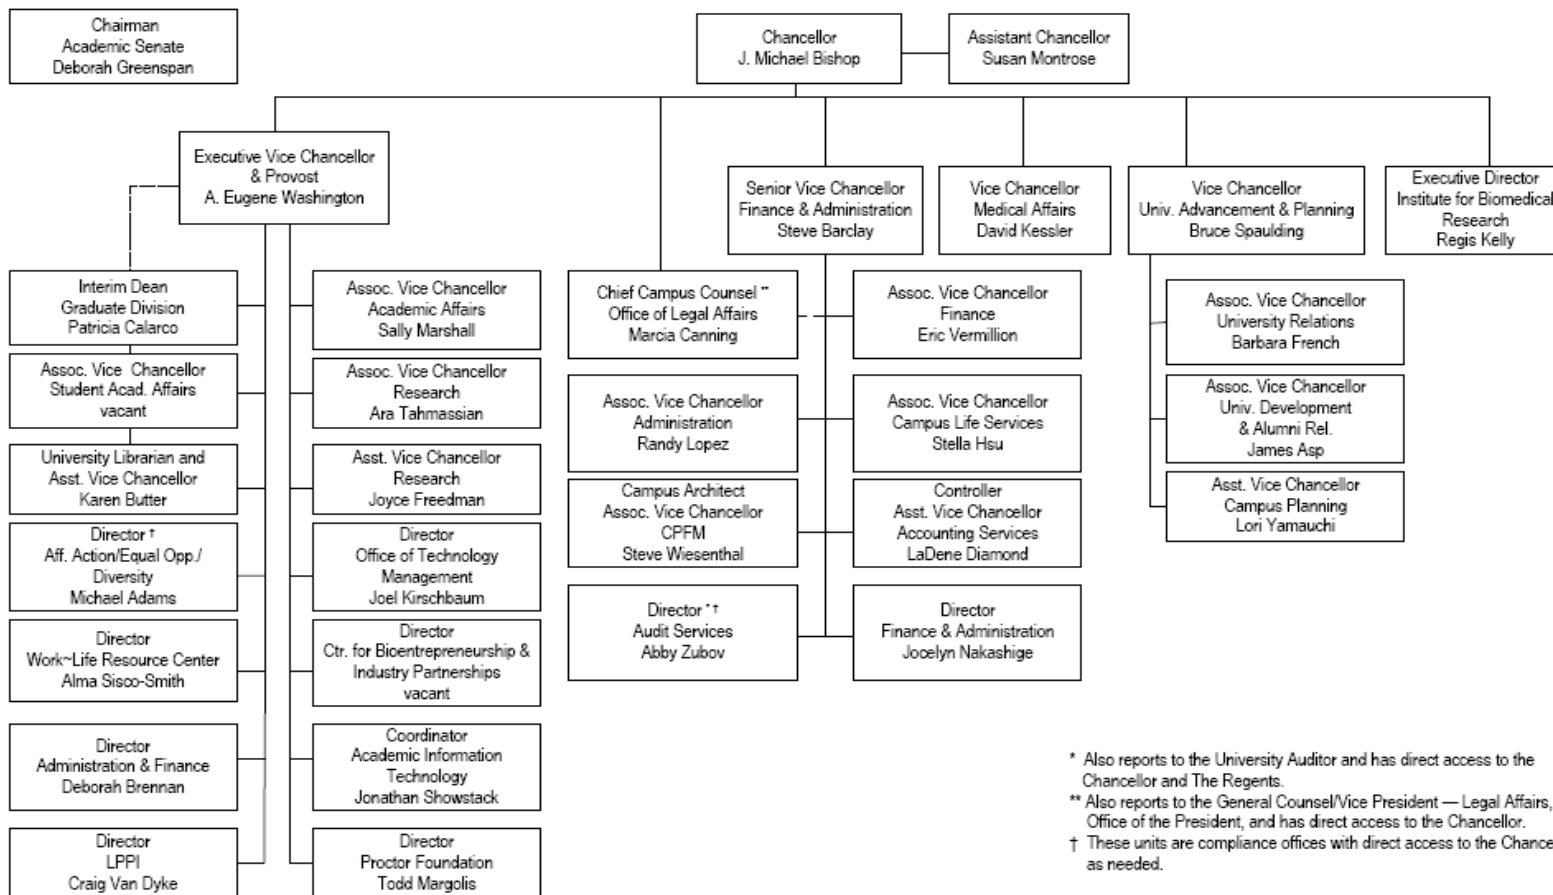 Chairman
Academic Senate
Deborah Greenspan
Chancellor
J. Michael Bishop
Assistant Chancellor
Susan Montrose
Executive Vice Chancellor
& Provost
A. Eugene Washington
Senior Vice Chancellor
Finance & Administration
Steve Barclay
Vice Chancellor
Medical Affairs
David Kessler
Vice Chancellor
Univ. Advancement & Planning
Bruce Spaulding
Executive Director
Institute for Biomedical
Research
Regis Kelly
Interim Dean
Graduate Division
Patricia Calarco
Assoc. Vice Chancellor
Academic Affairs
Sally Marshall
Chief Campus Counsel **
Office of Legal Affairs
Marcia Canning
Assoc. Vice Chancellor
Finance
Eric Vermillion
Assoc. Vice Chancellor
University Relations
Barbara French
Assoc. Vice Chancellor
Student Acad. Affairs
vacant
Assoc. Vice Chancellor
Research
Ara Tahmassian
Assoc. Vice Chancellor
Administration
Randy Lopez
Assoc. Vice Chancellor
Campus Life Services
Stella Hsu
Assoc. Vice Chancellor
Univ. Development
& Alumni Rel.
James Asp
University Librarian and
Asst. Vice Chancellor
Karen Butter
Asst. Vice Chancellor
Research
Joyce Freedman
Campus Architect
Assoc. Vice Chancellor
CPFM
Steve Wiesenthal
Controller
Asst. Vice Chancellor
Accounting Services
LaDene Diamond
Asst. Vice Chancellor
Campus Planning
Lori Yamauchi
Director †
Aff. Action/Equal Opp./
Diversity
Michael Adams
Director
Office of Technology
Management
Joel Kirschbaum
Director *†
Audit Services
Abby Zubov
Director
Finance & Administration
Jocelyn Nakashige
Director
Work~Life Resource Center
Alma Sisco-Smith
Director
Ctr. for Bioentrepreneurship &
Industry Partnerships
vacant
Director
Administration & Finance
Deborah Brennan
Coordinator
Academic Information
Technology
Jonathan Showstack
Director
LPPI
Craig Van Dyke
Director
Proctor Foundation
Todd Margolis
* Also reports to the University Auditor and has direct access to the
Chancellor and The Regents.
** Also reports to the General Counsel/Vice President — Legal Affairs,
Office of the President, and has direct access to the Chancellor.
† These units are compliance offices with direct access to the Chance
as needed.